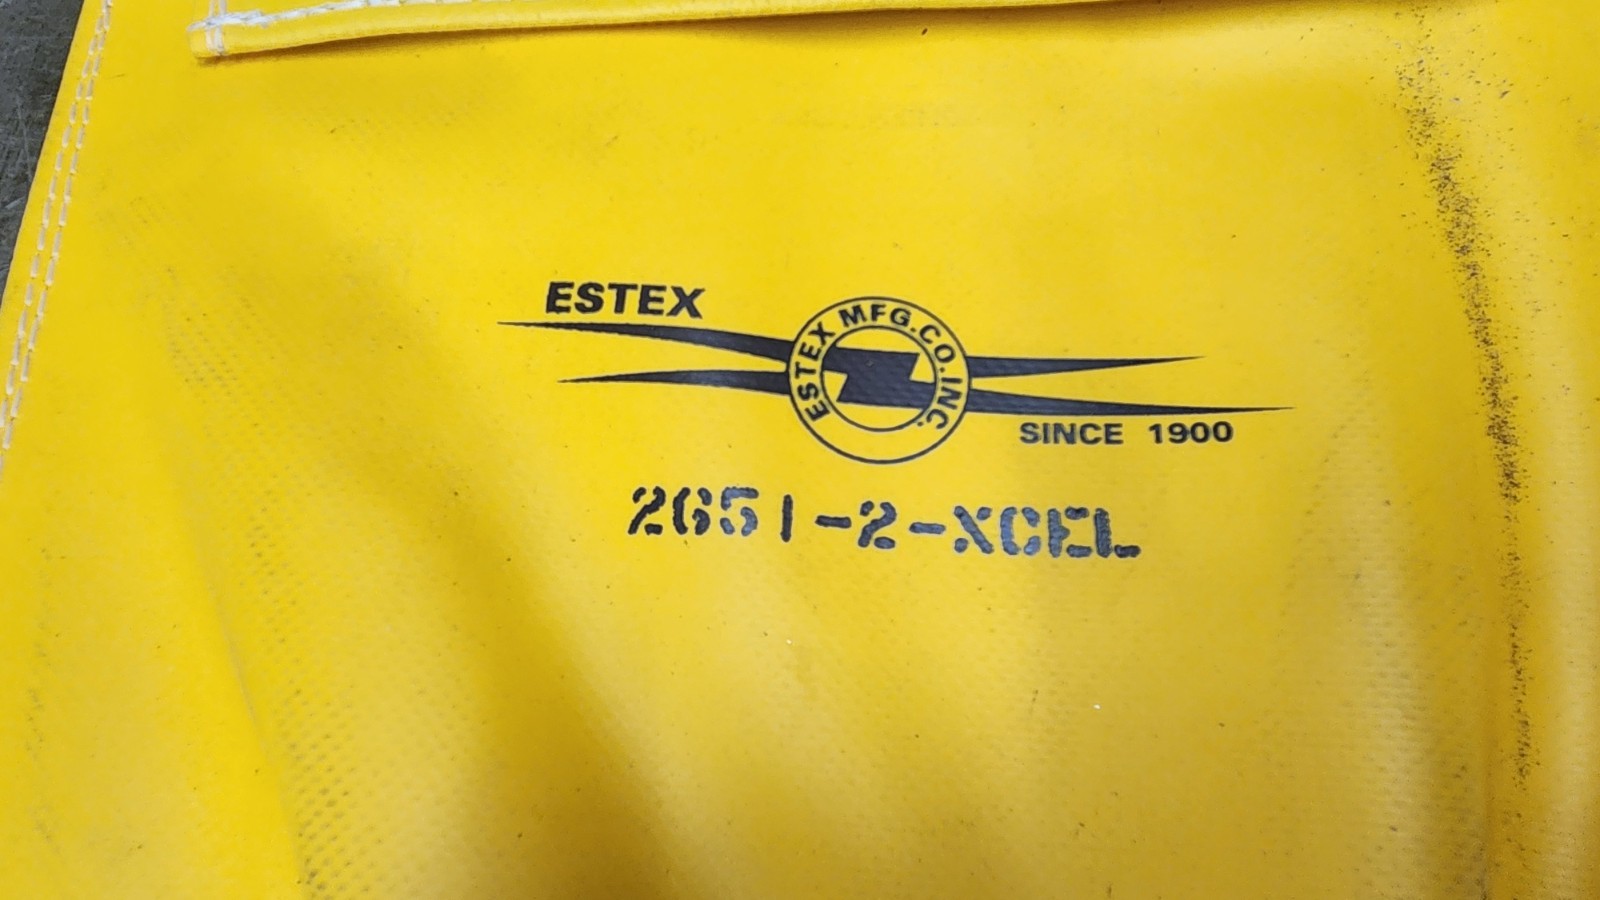 ESTEX
ESTEX MFG.CO.INC.
SINCE 1900
2651-2-XCEL